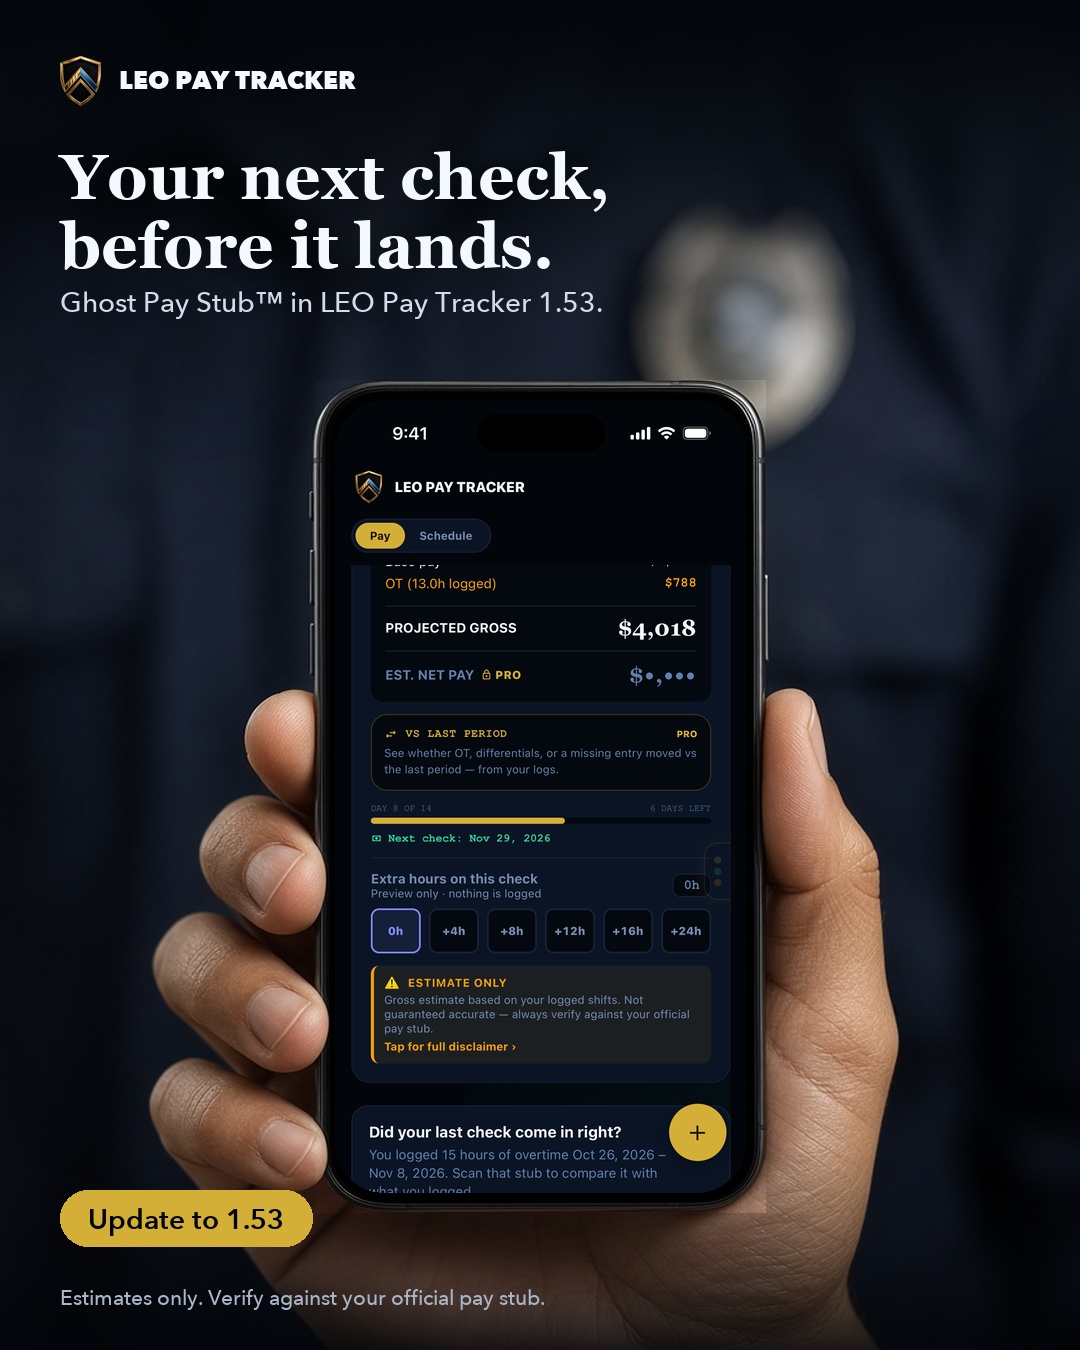 LEO PAY TRACKER
Your next check,
before it lands.
Ghost Pay Stub™ in LEO Pay Tracker 1.53.
9:41
LEO PAY TRACKER
Pay Schedule
OT (13.0h logged) $788
PROJECTED GROSS $4,018
EST. NET PAY PRO $•,•••
VS LAST PERIOD PRO
See whether OT, differentials, or a missing entry moved vs
the last period — from your logs.
DAY 8 OF 14 6 DAYS LEFT
Next check: Nov 29, 2026
Extra hours on this check
Preview only · nothing is logged
0h
0h +4h +8h +12h +16h +24h
ESTIMATE ONLY
Gross estimate based on your logged shifts. Not
guaranteed accurate — always verify against your official
pay stub.
Tap for full disclaimer ›
Did your last check come in right?
You logged 15 hours of overtime Oct 26, 2026 –
Nov 8, 2026. Scan that stub to compare it with
what you logged
Update to 1.53
Estimates only. Verify against your official pay stub.